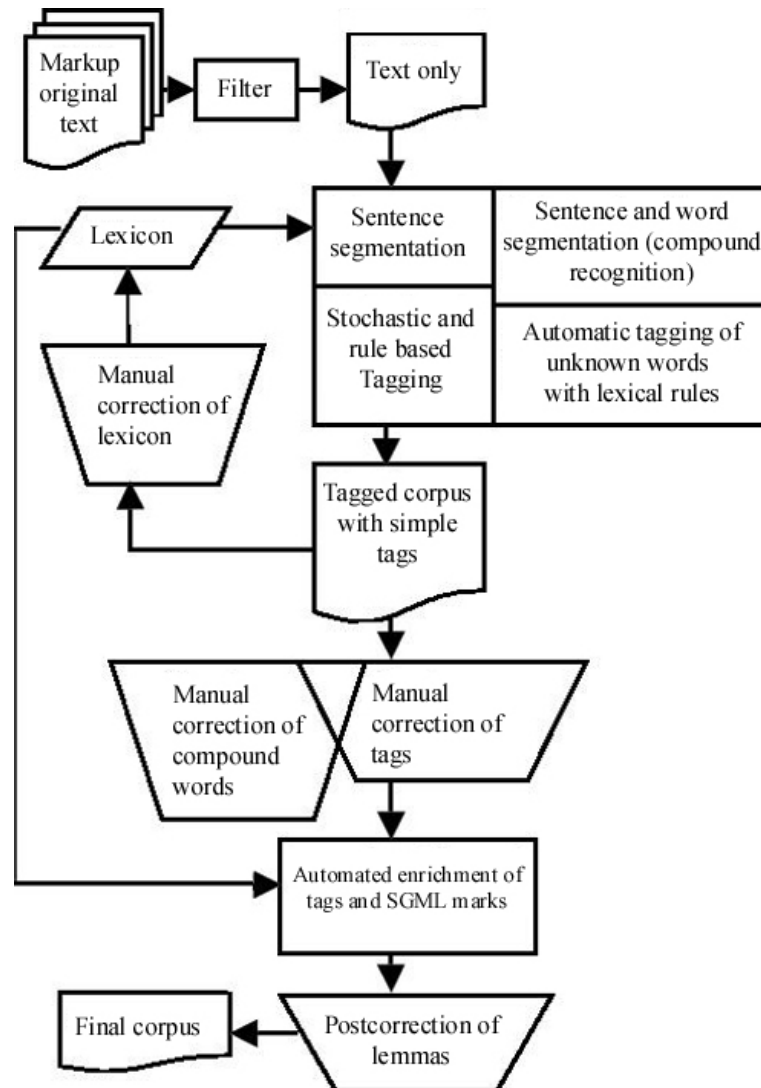 Markup
original
text
Filter
Text only
Lexicon
Sentence
segmentation
Sentence and word
segmentation (compound
recognition)
Stochastic and
rule based
Tagging
Automatic tagging of
unknown words
with lexical rules
Manual
correction of
lexicon
Tagged corpus
with simple
tags
Manual
correction of
compound
words
Manual
correction of
tags
Automated enrichment of
tags and SGML marks
Final corpus
Postcorrection of
lemmas